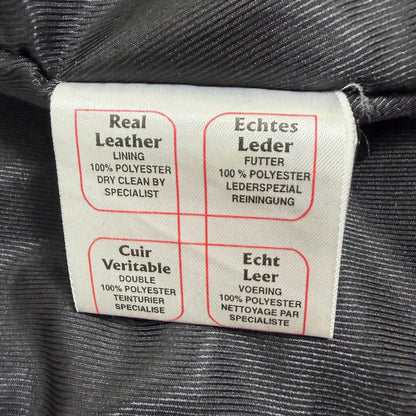 Real
Leather
LINING
100% POLYESTER
DRY CLEAN BY
SPECIALIST
Echtes
Leder
FUTTER
100 % POLYESTER
LEDERSPEZIAL
REININGUNG
Cuir
Veritable
DOUBLE
100% POLYESTER
TEINTURIER
SPECIALISE
Echt
Leer
VOERING
100% POLYESTER
NETTOYAGE PAR
SPECIALISTE